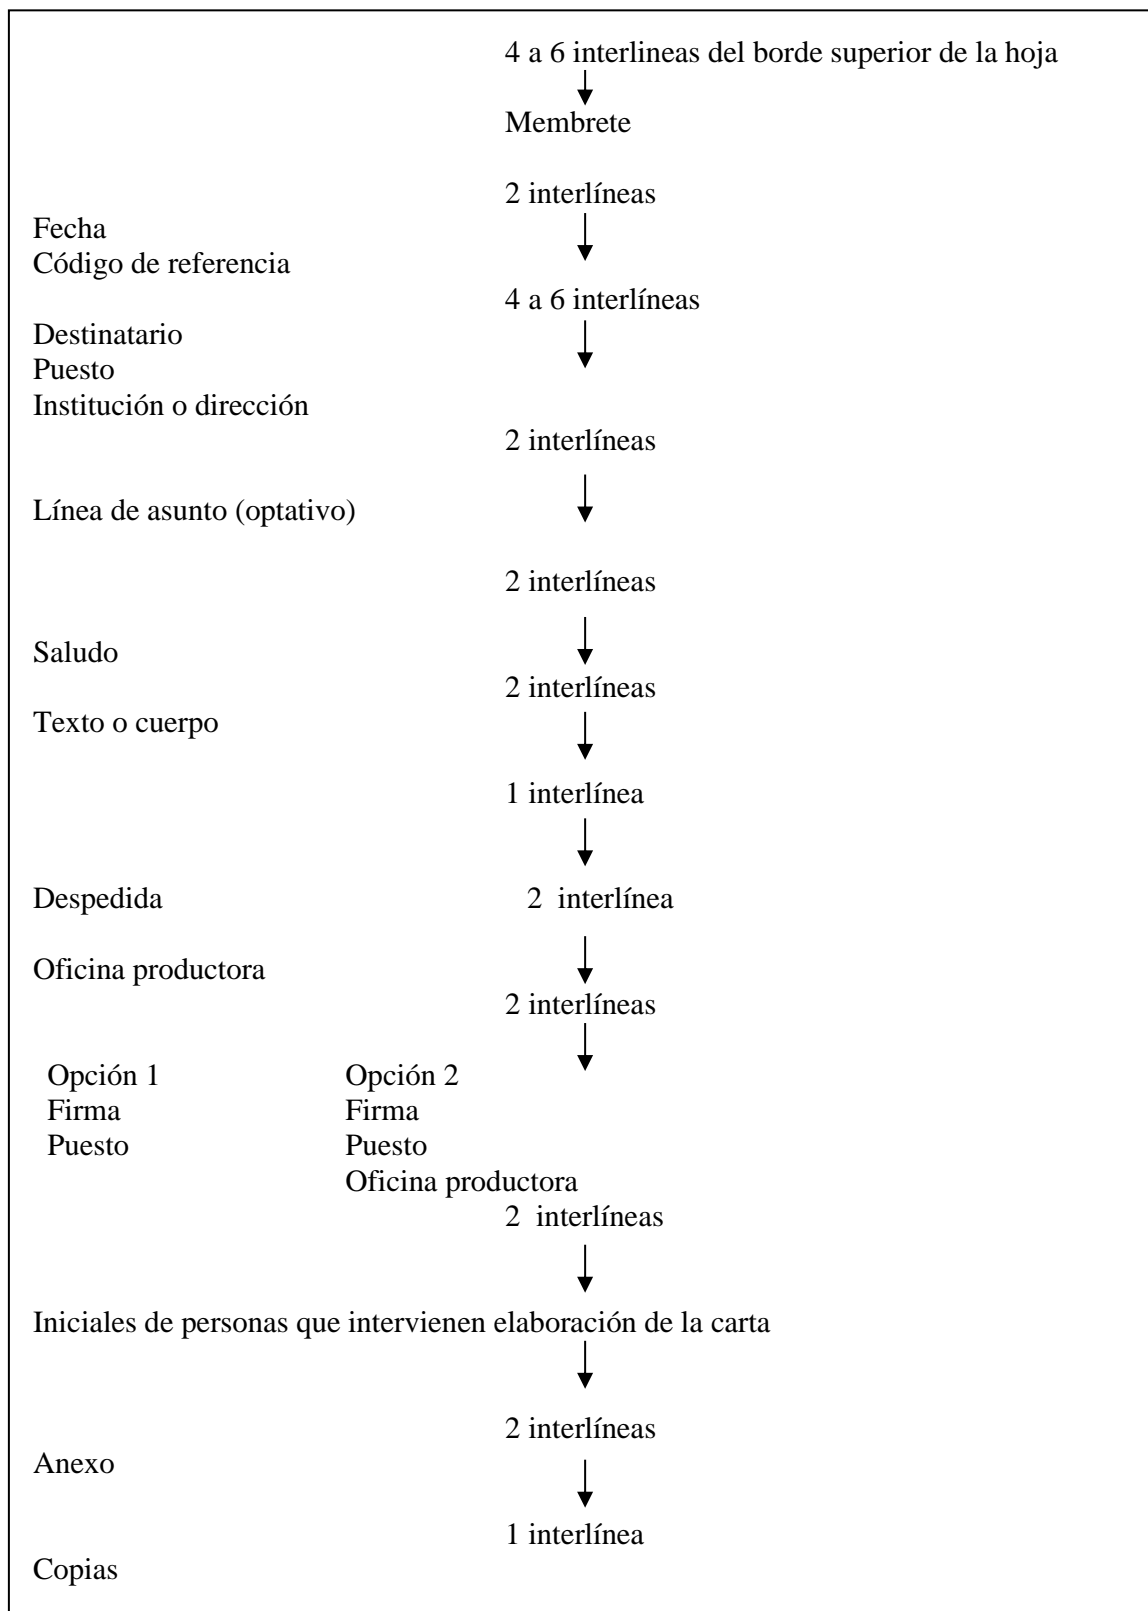 4 a 6 interlineas del borde superior de la hoja
Membrete
2 interlíneas
Fecha
Código de referencia
4 a 6 interlíneas
Destinatario
Puesto
Institución o dirección
2 interlíneas
Línea de asunto (optativo)
2 interlíneas
Saludo
2 interlíneas
Texto o cuerpo
1 interlínea
Despedida 2 interlínea
Oficina productora
2 interlíneas
Opción 1 Opción 2
Firma Firma
Puesto Puesto
Oficina productora
2 interlíneas
Iniciales de personas que intervienen elaboración de la carta
2 interlíneas
Anexo
1 interlínea
Copias